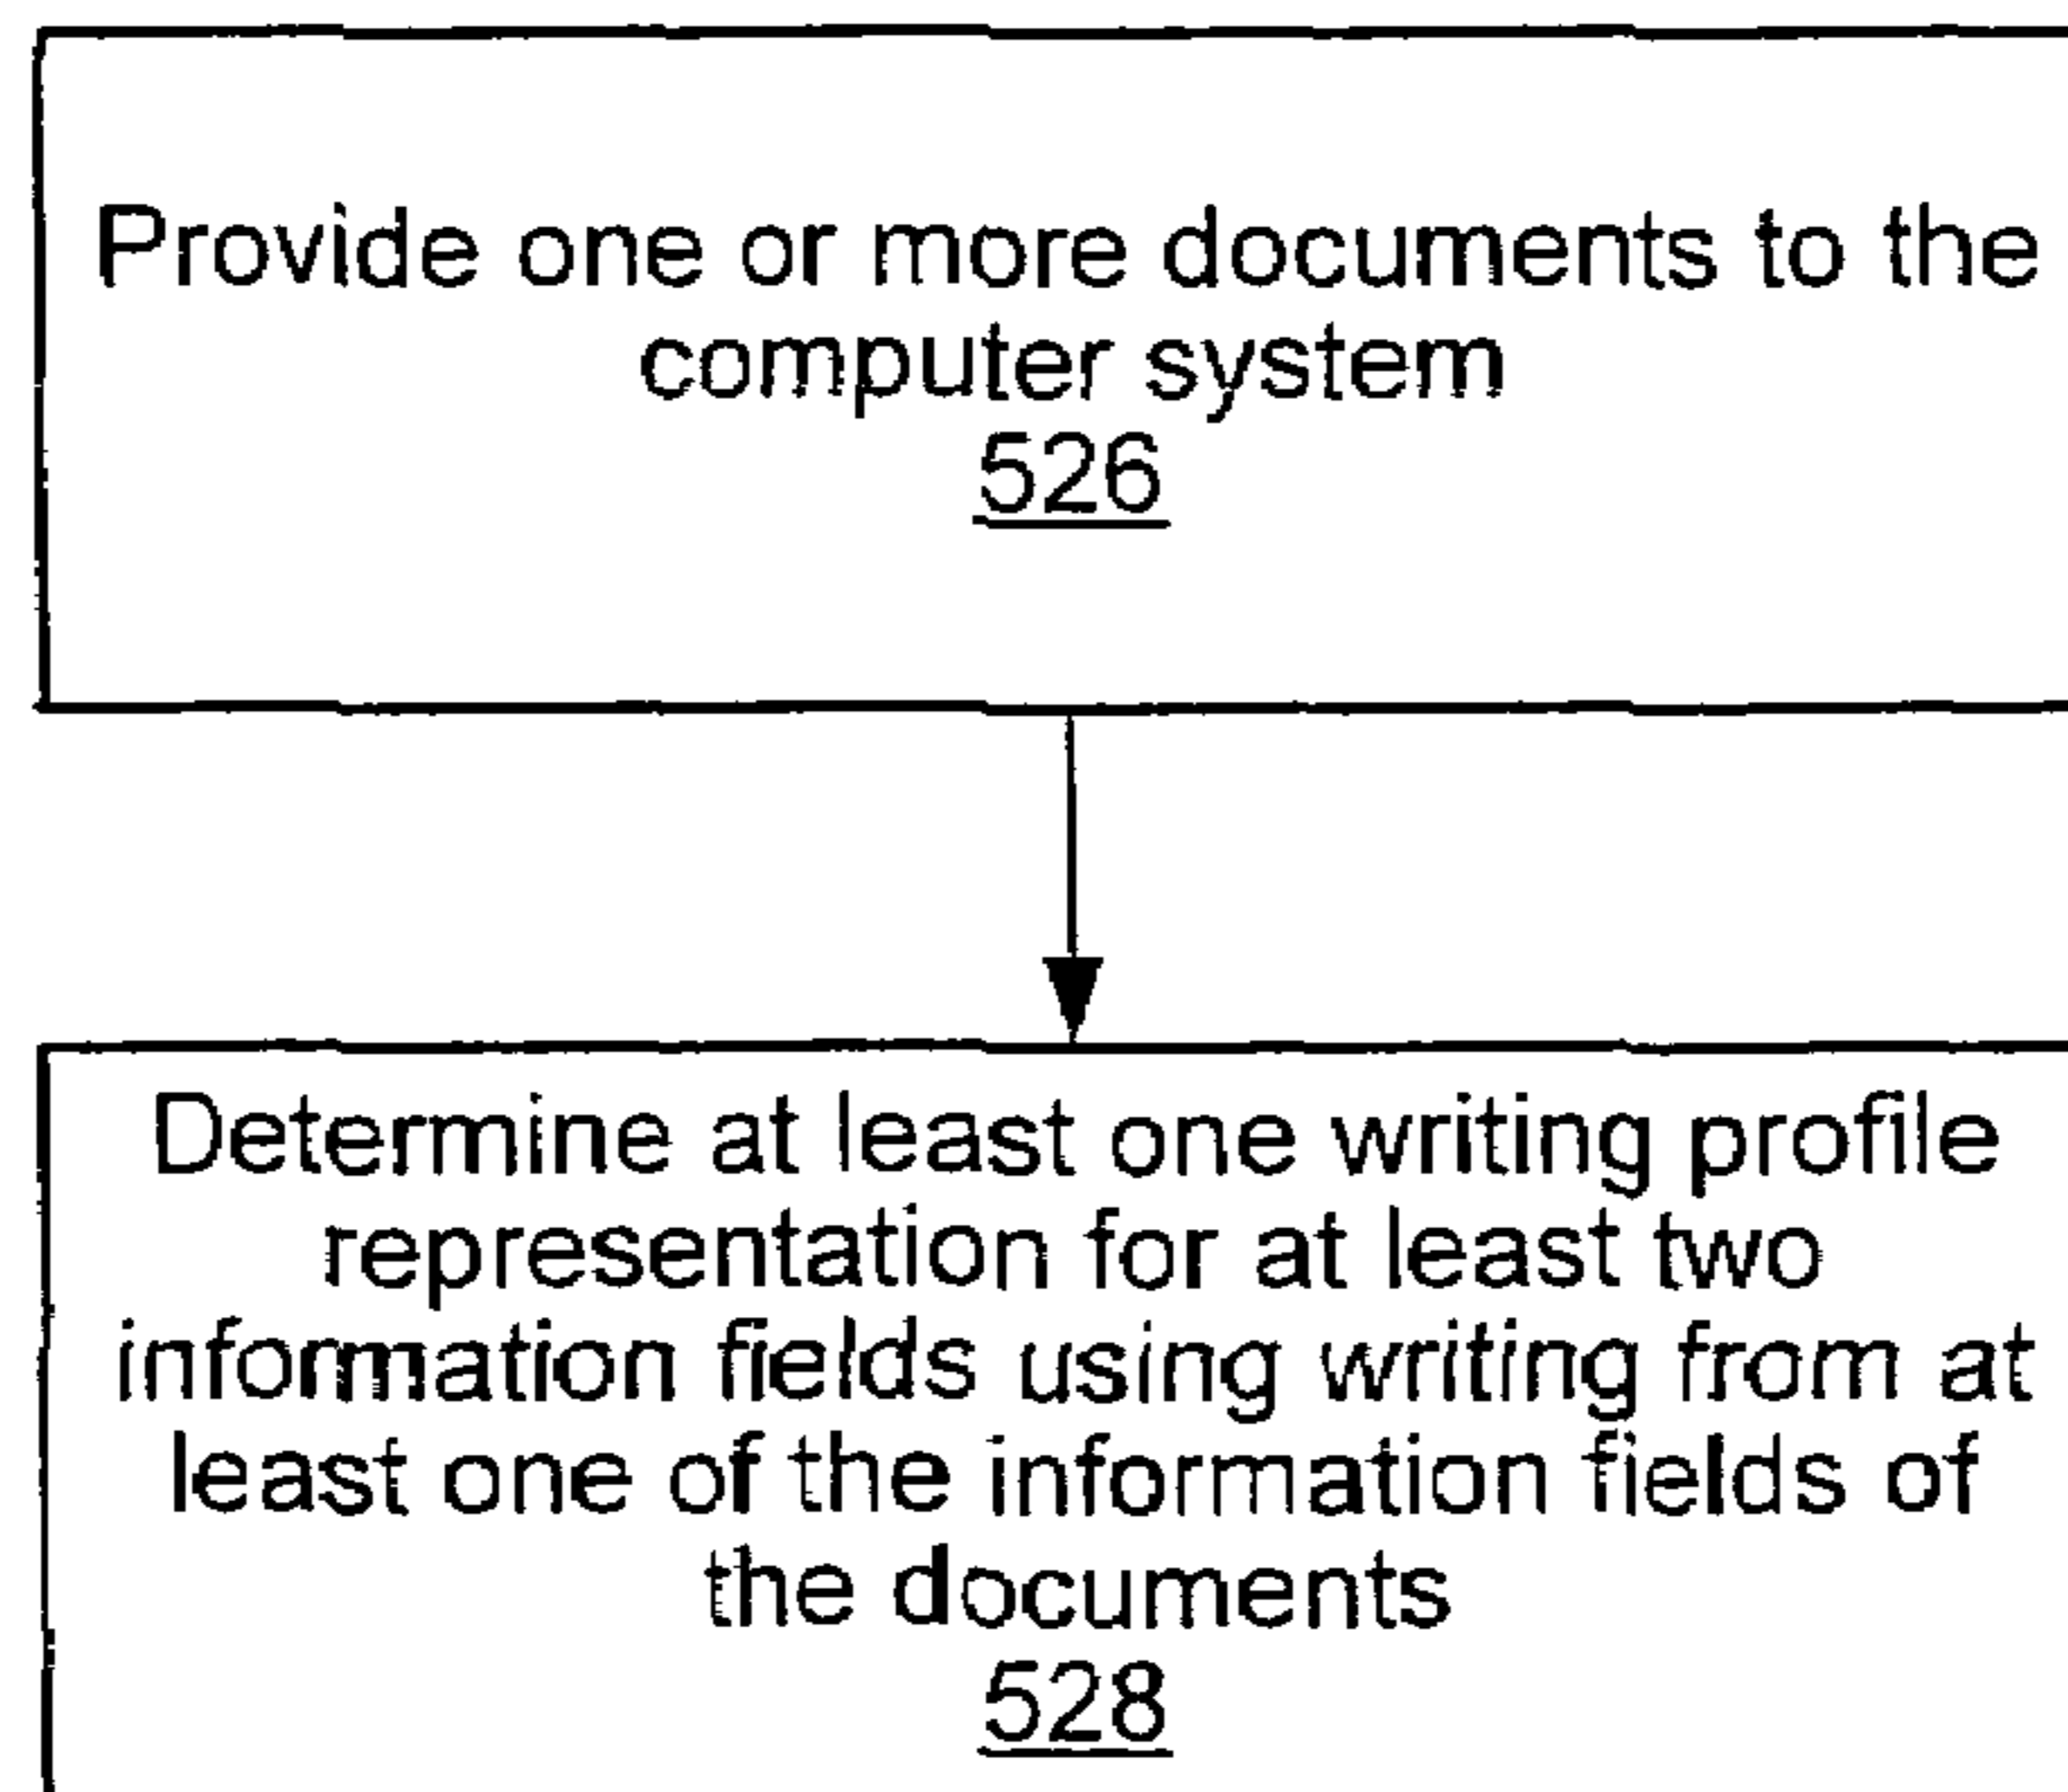 Provide one or more documents to the
computer system
526
Determine at least one writing profile
representation for at least two
information fields using writing from at
least one of the information fields of
the documents
528